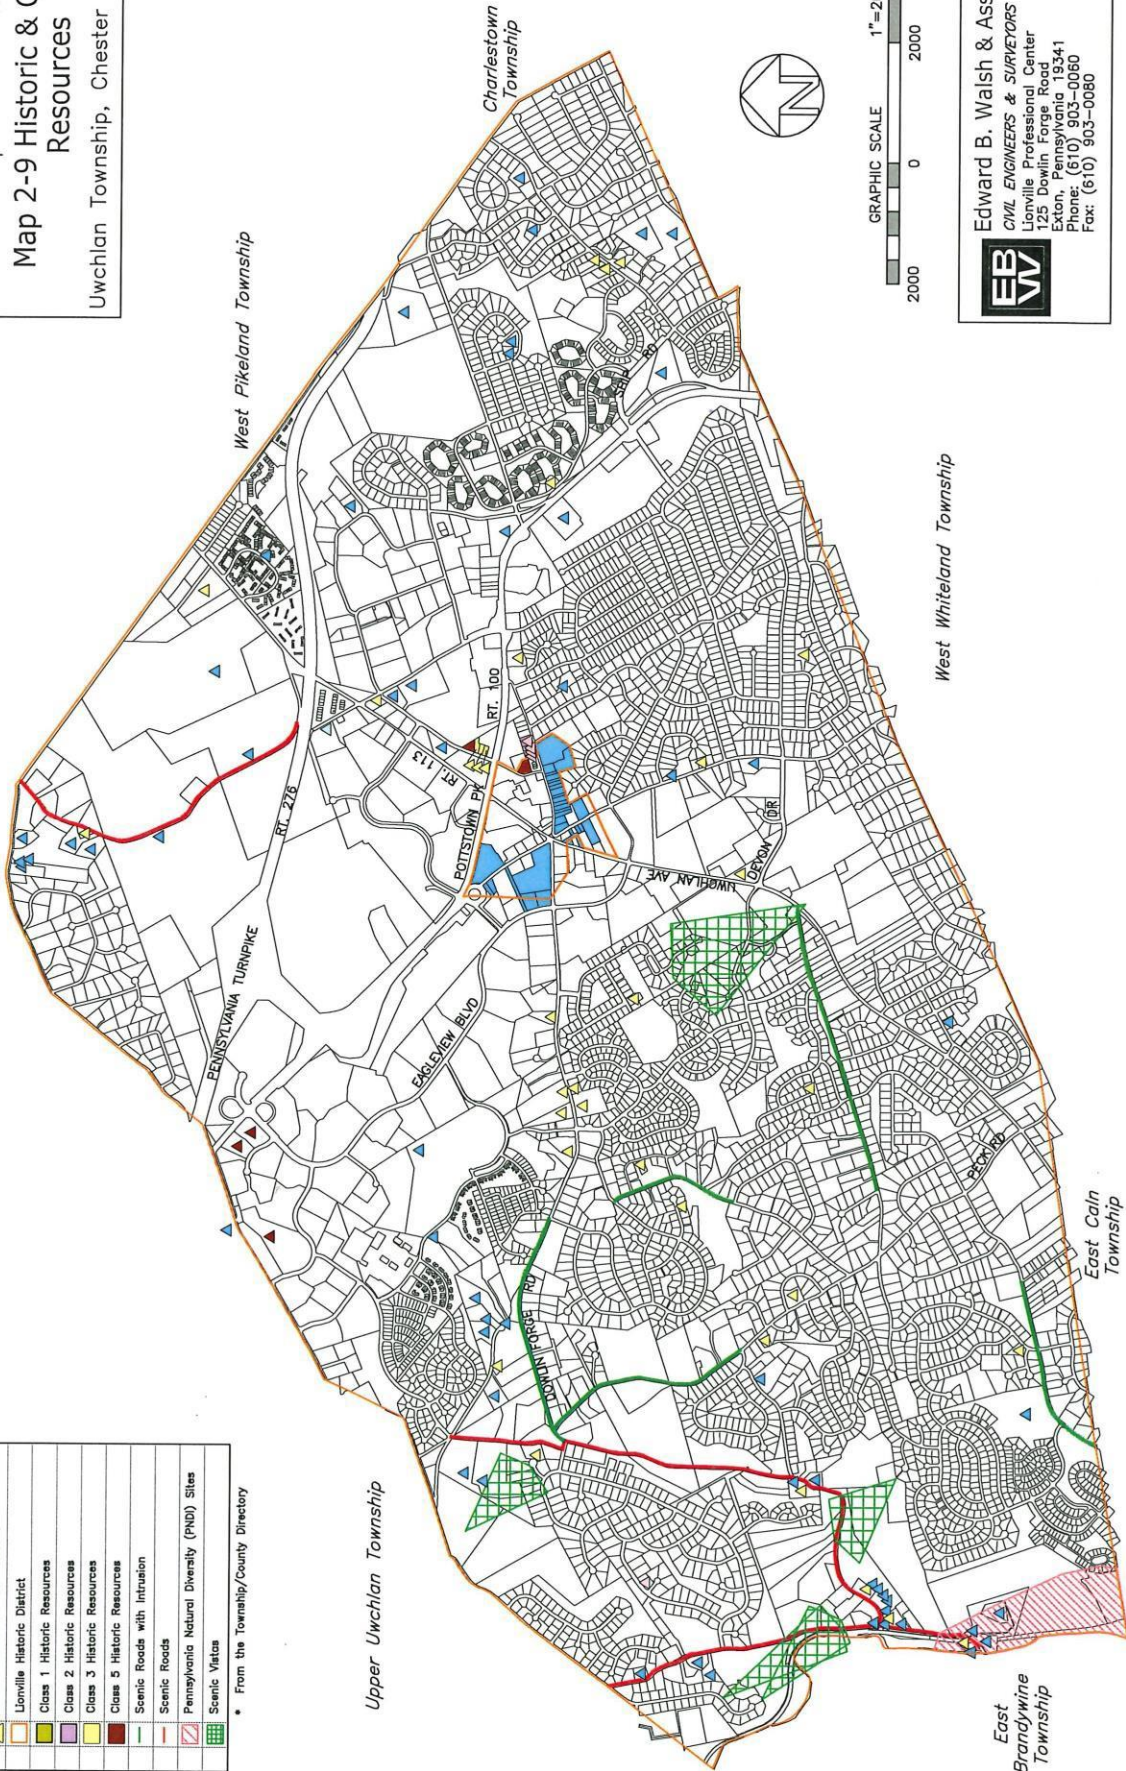 Map 2-9 Historic &
Resources
Uwchlan Township, Chester
Lionville Historic District
Class 1 Historic Resources
Class 2 Historic Resources
Class 3 Historic Resources
Class 5 Historic Resources
Scenic Roads with Intrusion
Scenic Roads
Pennsylvania Natural Diversity (PNDI) Sites
Scenic Vistas
* From the Township/County Directory
Charlestown
Township
West Pikeland Township
West Whiteland Township
East Caln
Township
East
Brandywine
Township
Upper Uwchlan Township
PENNSYLVANIA TURNPIKE
RT. 276
RT. 113
POTTSTOWN PK
RT. 100
SHIP RD
EAGLEVIEW BLVD
UWCHLAN AVE
DEVON DR
DOWLIN FORGE RD
PECK RD
N
GRAPHIC SCALE
1"=2
2000 0 2000
EB
W
Edward B. Walsh &
CIVIL ENGINEERS & SURVEYORS
Lionville Professional Center
125 Dowlin Forge Road
Exton, Pennsylvania 19341
Phone: (610) 903-0060
Fax: (610) 903-0080